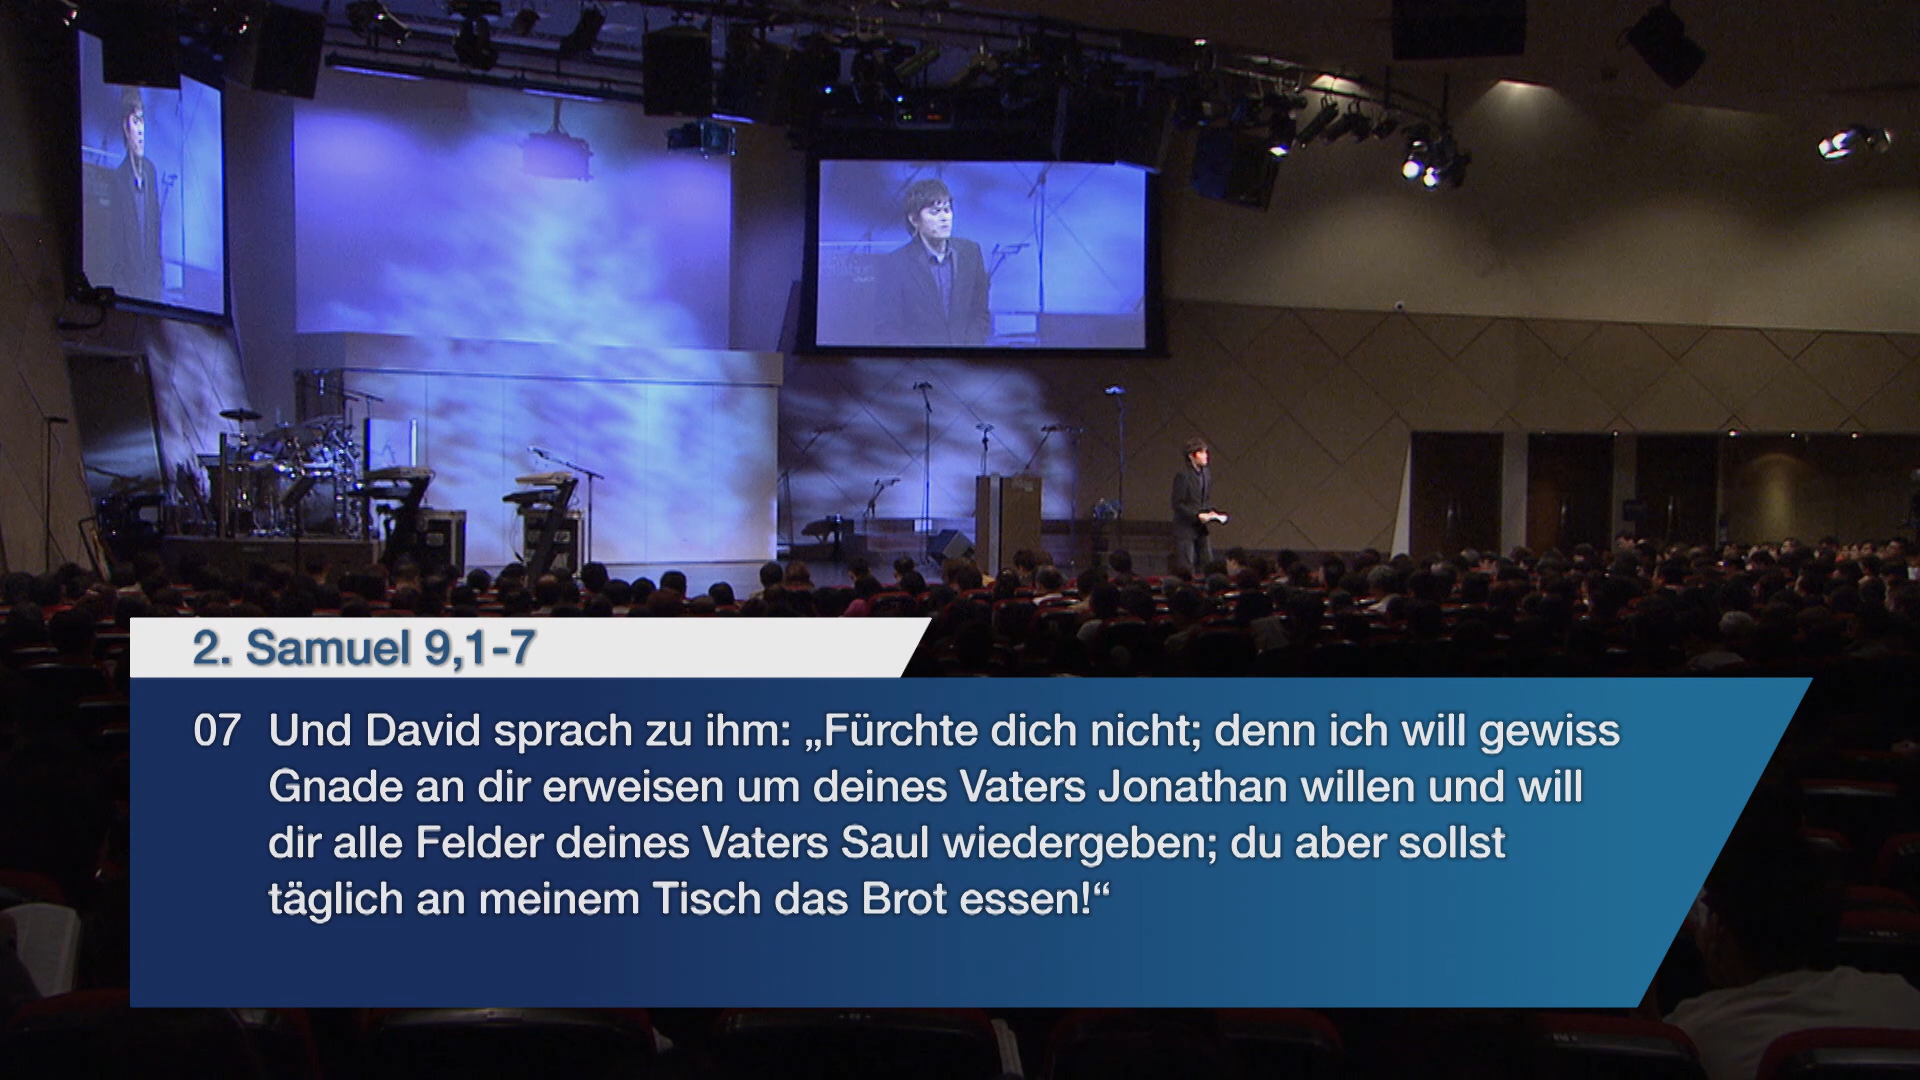 2. Samuel 9,1-7
07 Und David sprach zu ihm: „Fürchte dich nicht; denn ich will gewiss
Gnade an dir erweisen um deines Vaters Jonathan willen und will
dir alle Felder deines Vaters Saul wiedergeben; du aber sollst
täglich an meinem Tisch das Brot essen!“